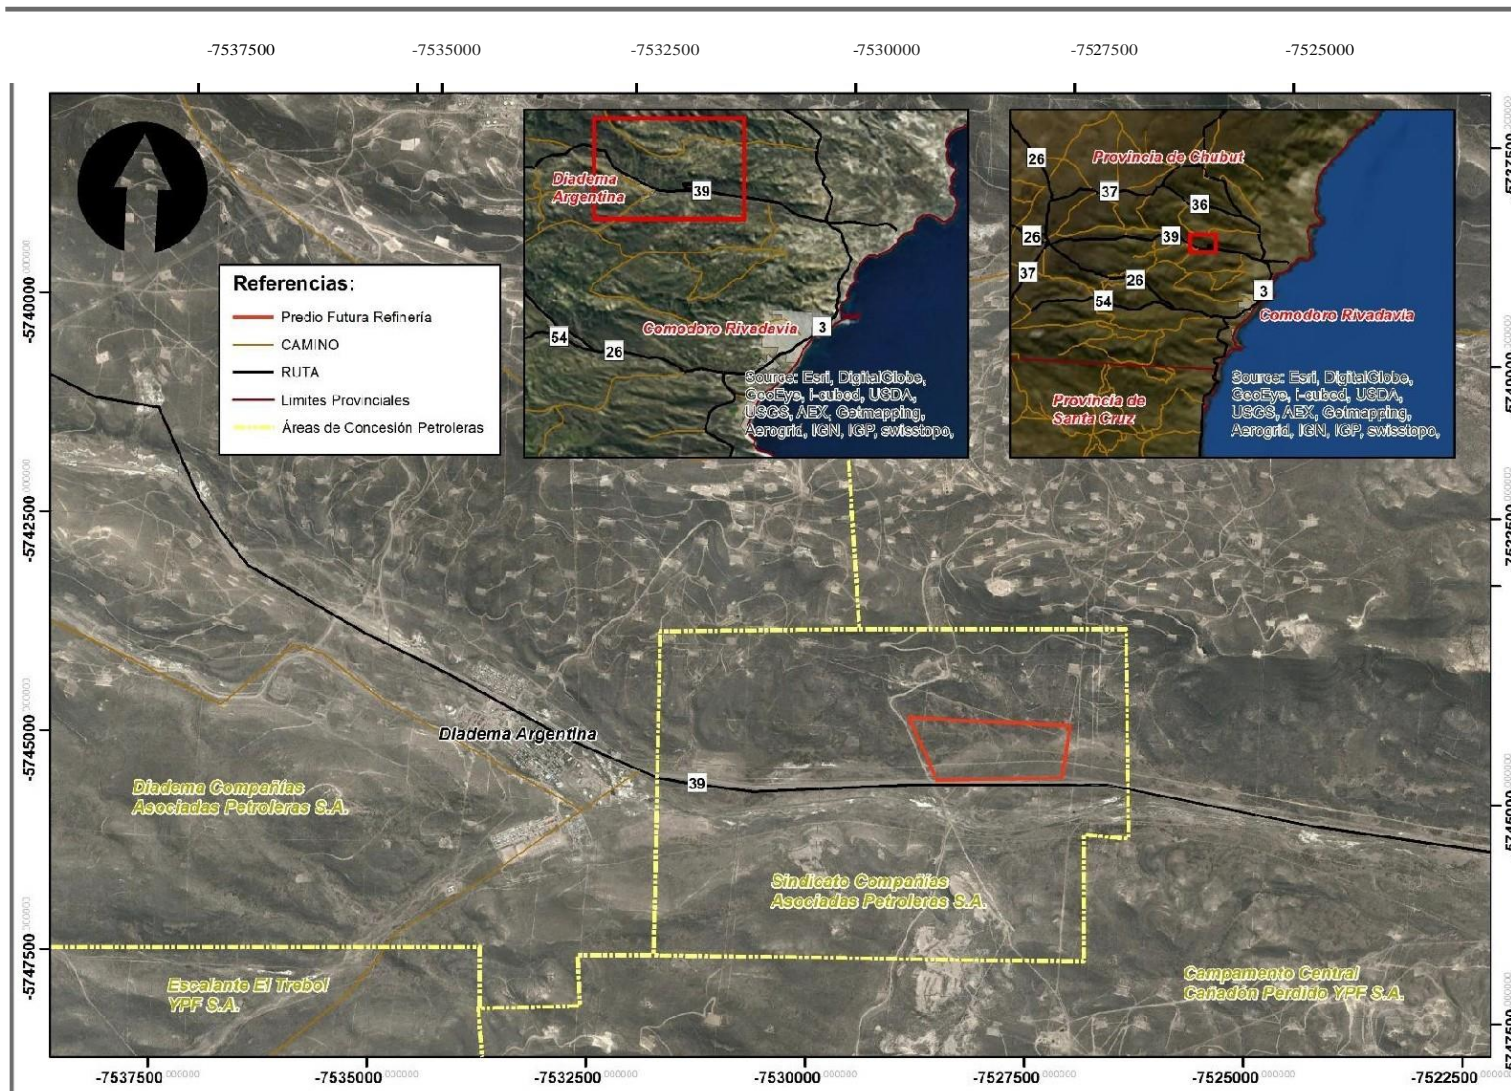 -7537500
-7535000
-7532500
-7530000
-7527500
-7525000
Referencias:
Predio Futura Refinería
CAMINO
RUTA
Limites Provinciales
Áreas de Concesión Petroleras
Diadema
Argentina
39
Comodoro Rivadavia
3
54
26
Source: Esri, DigitalGlobe,
GeoEye, i-cubed, USDA,
USGS, AEX, Getmapping,
Aerogrid, IGN, IGP, swisstopo,
26
Provincia de Chubut
37
36
26
39
37
26
3
54
Comodoro Rivadavia
Provincia de
Santa Cruz
Source: Esri, DigitalGlobe,
GeoEye, i-cubed, USDA,
USGS, AEX, Getmapping,
Aerogrid, IGN, IGP, swisstopo,
-5740000
-5742500
-5745000
-5747500
Diadema Argentina
39
Diadema Compañías
Asociadas Petroleras S.A.
Sindicato Compañías
Asociadas Petroleras S.A.
Escalante El Trebol
YPF S.A.
Campamento Central
Cañadón Perdido YPF S.A.
-7537500
-7535000
-7532500
-7530000
-7527500
-7525000
-7522500